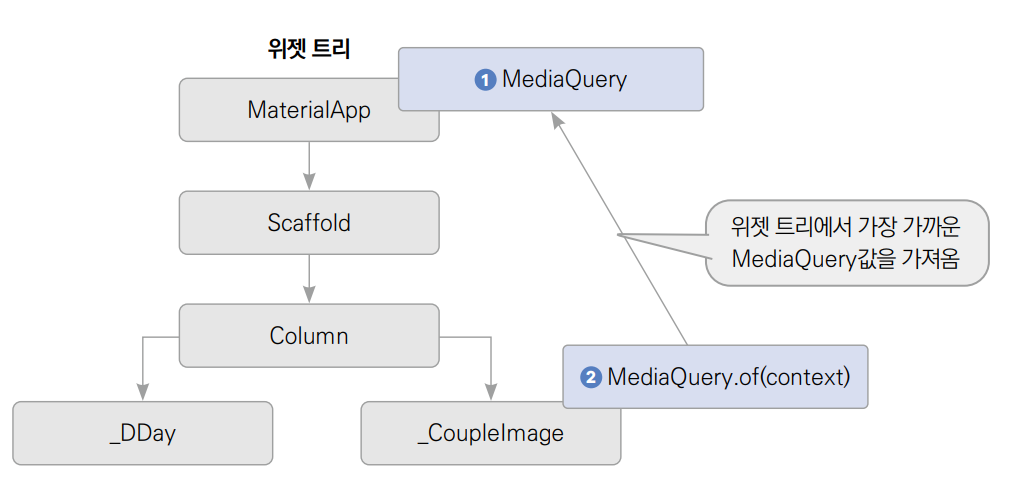 위젯 트리
❶ MediaQuery
MaterialApp
Scaffold
위젯 트리에서 가장 가까운
MediaQuery값을 가져옴
Column
❷ MediaQuery.of(context)
_DDay
_CoupleImage